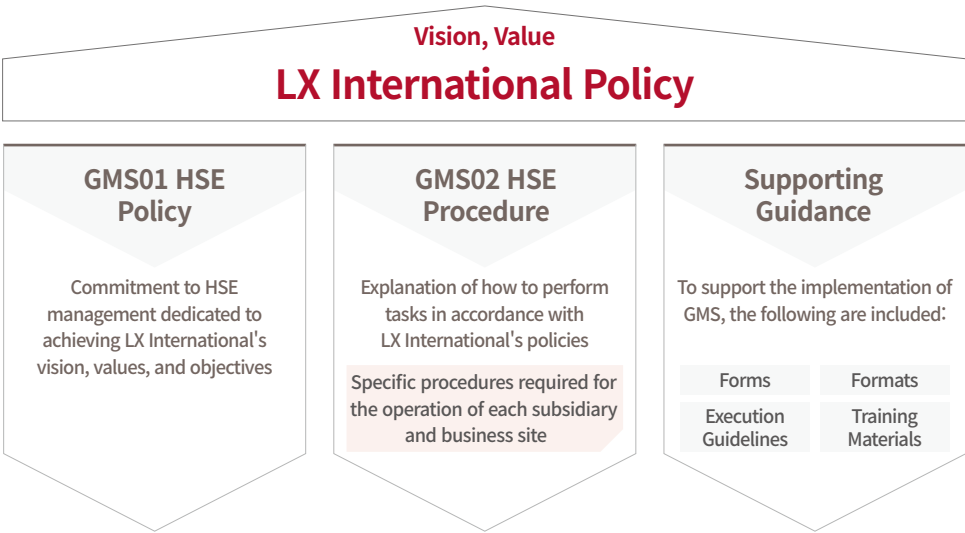 Vision, Value
LX International Policy
GMS01 HSE
Policy
Commitment to HSE
management dedicated to
achieving LX International's
vision, values, and objectives
GMS02 HSE
Procedure
Explanation of how to perform
tasks in accordance with
LX International's policies
Specific procedures required for
the operation of each subsidiary
and business site
Supporting
Guidance
To support the implementation of
GMS, the following are included:
Forms
Formats
Execution
Guidelines
Training
Materials